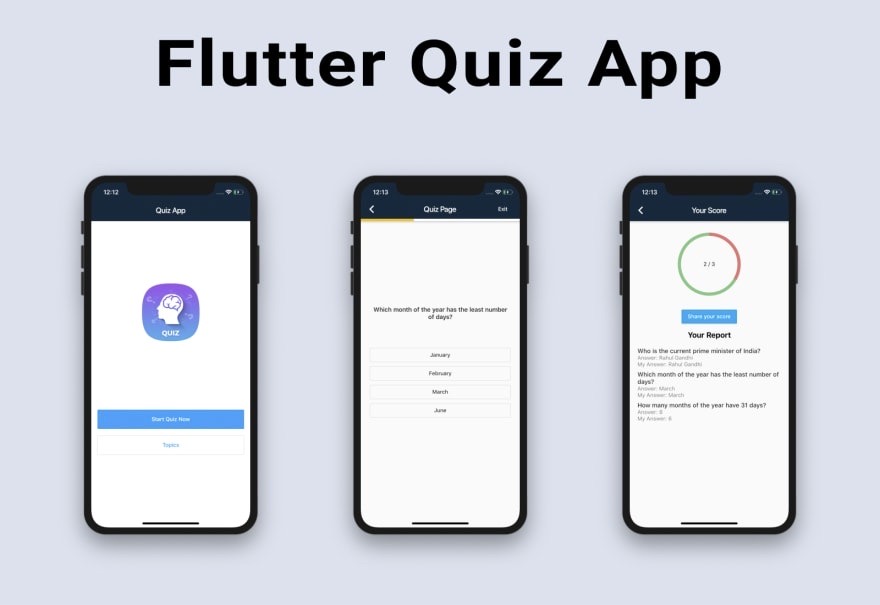 Flutter Quiz App
12:12
Quiz App
QUIZ
Start Quiz Now
Topics
12:13
Quiz Page
Exit
Which month of the year has the least number
of days?
January
February
March
June
12:13
Your Score
2 / 3
Share your score
Your Report
Who is the current prime minister of India?
Answer: Rahul Gandhi
My Answer: Rahul Gandhi
Which month of the year has the least number of
days?
Answer: March
My Answer: March
How many months of the year have 31 days?
Answer: 8
My Answer: 6